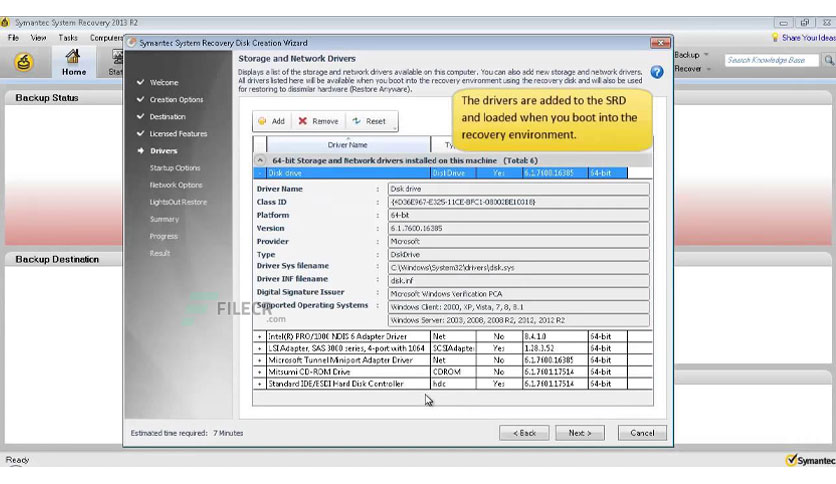 Symantec System Recovery 2013 R2
File View Tasks Computers
Share Your Ideas
Home
Backup
Recover
Search Knowledge Base
Backup Status
Backup Destination
Symantec System Recovery Disk Creation Wizard
Welcome
Creation Options
Destination
Licensed Features
Drivers
Startup Options
Network Options
LightsOut Restore
Summary
Progress
Result
Storage and Network Drivers
Displays a list of the storage and network drivers available on this computer. You can also add new storage and network drivers.
All drivers listed here will be available when you boot into the recovery environment using the recovery disk and will also be used
for restoring to dissimilar hardware (Restore Anyware).
The drivers are added to the SRD
and loaded when you boot into the
recovery environment.
Add Remove Reset
Driver Name
64-bit Storage and Network drivers installed on this machine (Total: 6)
- Disk drive DiskDrive Yes 6.1.7600.16385 64-bit
Driver Name : Disk drive
Class ID : {4D36E967-E325-11CE-BFC1-08002BE10318}
Platform : 64-bit
Version : 6.1.7600.16385
Provider : Microsoft
Type : DiskDrive
Driver Sys filename : C:\Windows\System32\drivers\disk.sys
Driver INF filename : disk.inf
Digital Signature Issuer : Microsoft Windows Verification PCA
Supported Operating Systems : Windows Client: 2000, XP, Vista, 7, 8, 8.1
Windows Server: 2003, 2008, 2008 R2, 2012, 2012 R2
FILECR
.com
+ Intel(R) PRO/1000 NDIS 6 Adapter Driver Net No 8.4.1.0 64-bit
+ LSI Adapter, SAS 3000 series, 4-port with 1064 SCSIAdapte Yes 1.28.3.52 64-bit
+ Microsoft Tunnel Miniport Adapter Driver Net No 6.1.7600.16385 64-bit
+ Mitsumi CD-ROM Drive CDROM No 6.1.7601.17514 64-bit
+ Standard IDE/ESDI Hard Disk Controller hdc Yes 6.1.7601.17514 64-bit
Estimated time required: 7 Minutes
< Back Next > Cancel
Ready
Symantec